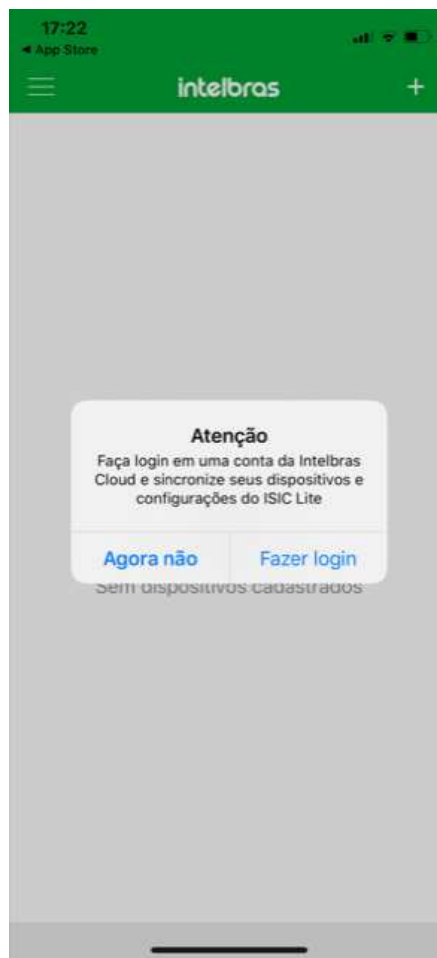 17:22
◀ App Store
intelbras
Atenção
Faça login em uma conta da Intelbras
Cloud e sincronize seus dispositivos e
configurações do ISIC Lite
Agora não Fazer login
Sem dispositivos cadastrados